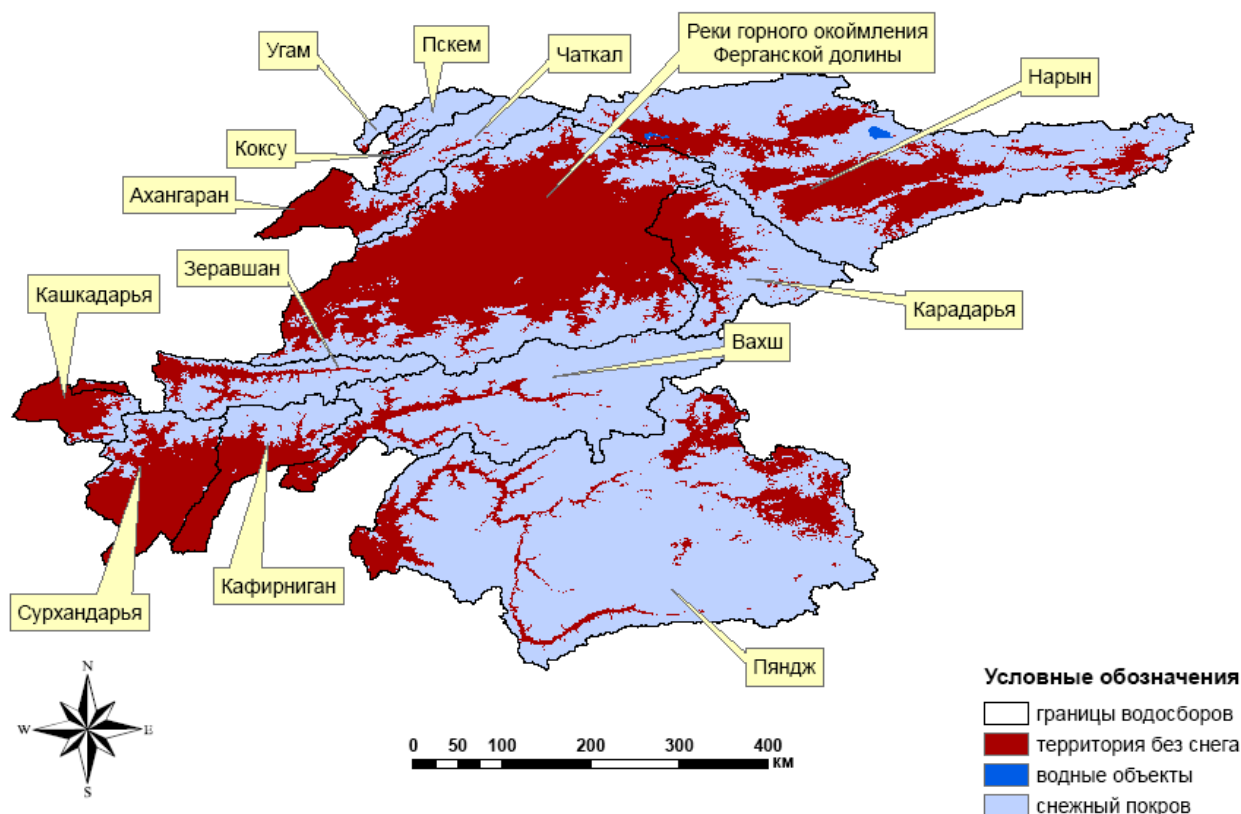 Реки горного окоймления
Ферганской долины
Угам
Пскем
Чаткал
Нарын
Коксу
Ахангаран
Зеравшан
Кашкадарья
Карадарья
Вахш
Кафирниган
Сурхандарья
Пяндж
N
W
E
S
0 50 100 200 300 400
км
Условные обозначения
границы водосборов
территория без снега
водные объекты
снежный покров